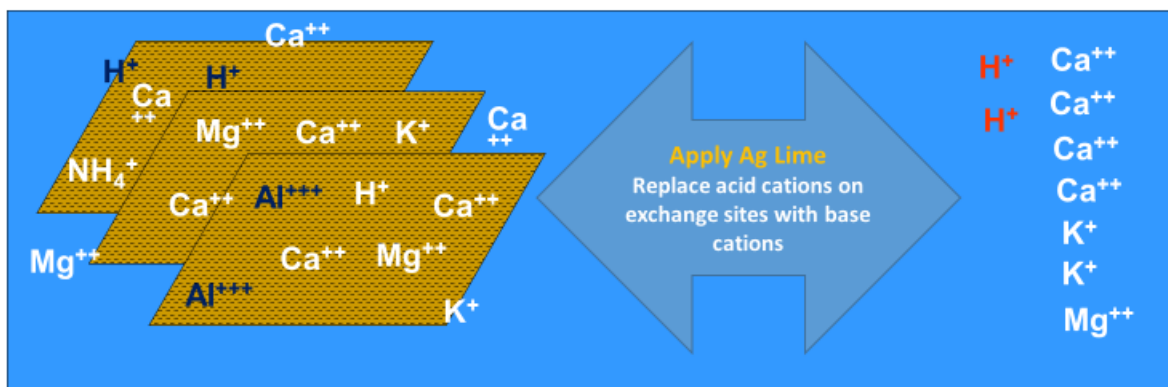 Ca⁺⁺
H⁺
H⁺
Ca
⁺⁺
Mg⁺⁺
Ca⁺⁺
K⁺
Ca
⁺⁺
NH₄⁺
Ca⁺⁺
Al⁺⁺⁺
H⁺
Ca⁺⁺
Mg⁺⁺
Ca⁺⁺
Mg⁺⁺
Al⁺⁺⁺
K⁺
Apply Ag Lime
Replace acid cations on
exchange sites with base
cations
H⁺
H⁺
Ca⁺⁺
Ca⁺⁺
Ca⁺⁺
Ca⁺⁺
K⁺
K⁺
Mg⁺⁺